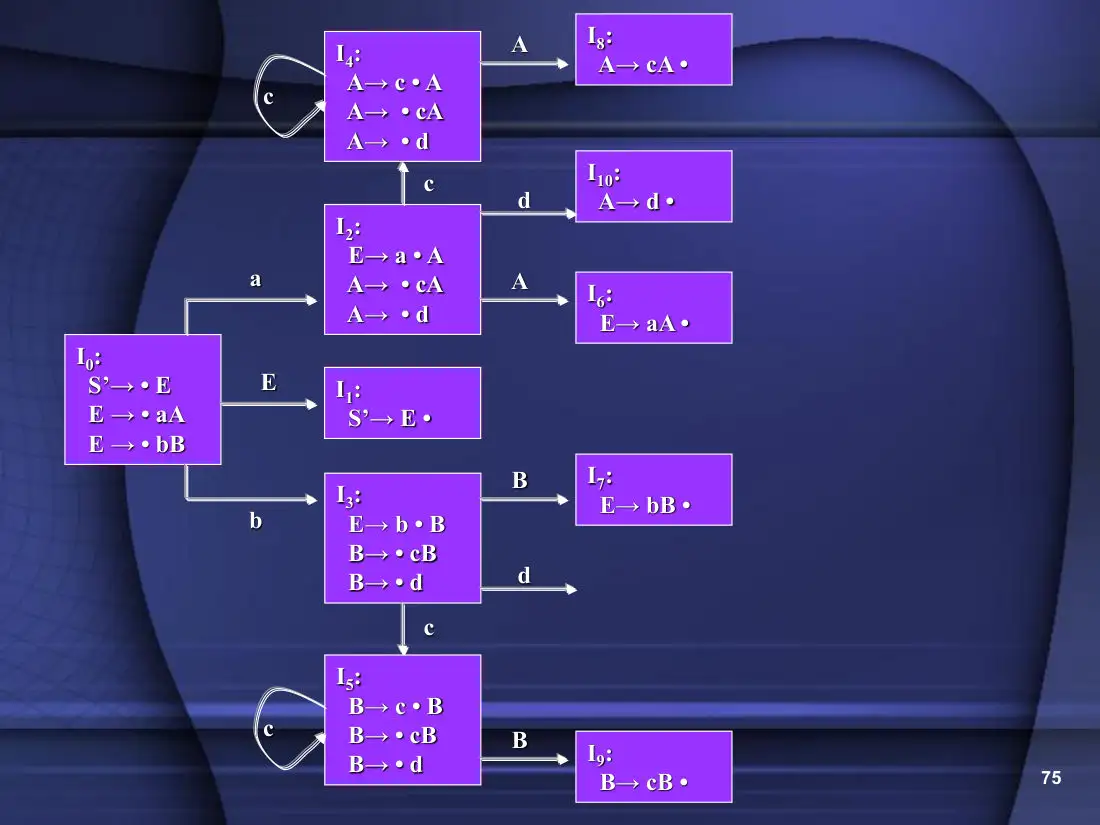 I4:
A→ c • A
A→ • cA
A→ • d
A
I8:
A→ cA •
c
c
I10:
A→ d •
d
I2:
E→ a • A
A→ • cA
A→ • d
a
A
I6:
E→ aA •
I0:
S’→ • E
E → • aA
E → • bB
E
I1:
S’→ E •
b
I3:
E→ b • B
B→ • cB
B→ • d
B
I7:
E→ bB •
d
c
I5:
B→ c • B
B→ • cB
B→ • d
c
B
I9:
B→ cB •
75